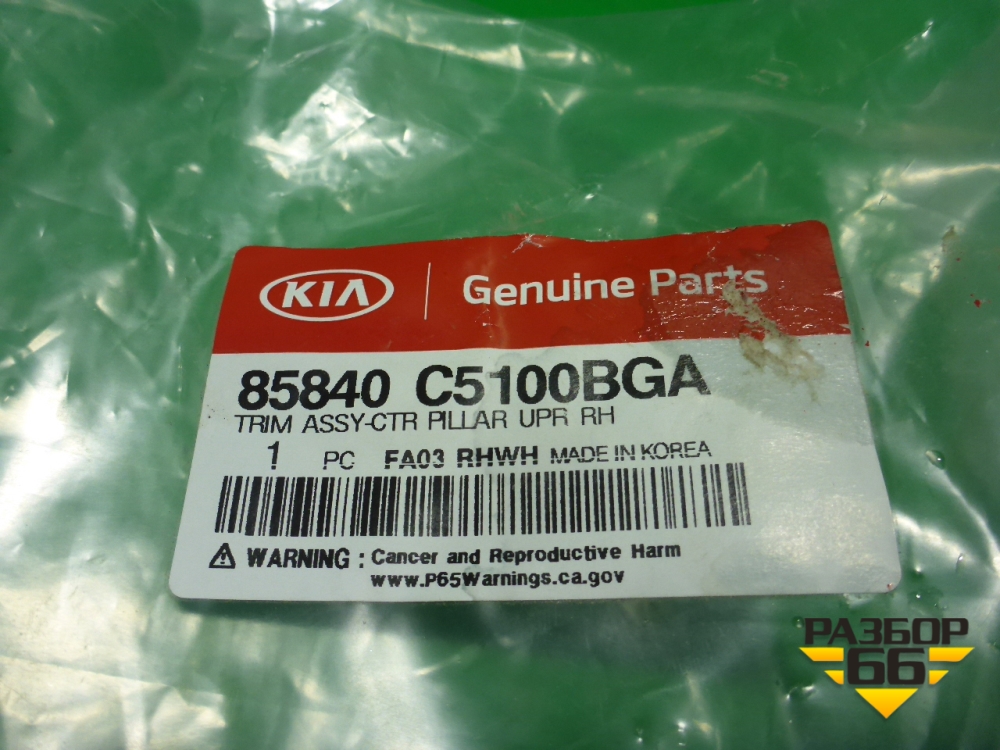 KIA Genuine Parts
85840 C5100BGA
TRIM ASSY-CTR PILLAR UPR RH
1 PC FA03 RHWH MADE IN KOREA
WARNING : Cancer and Reproductive Harm
www.P65Warnings.ca.gov
РАЗБОР
66